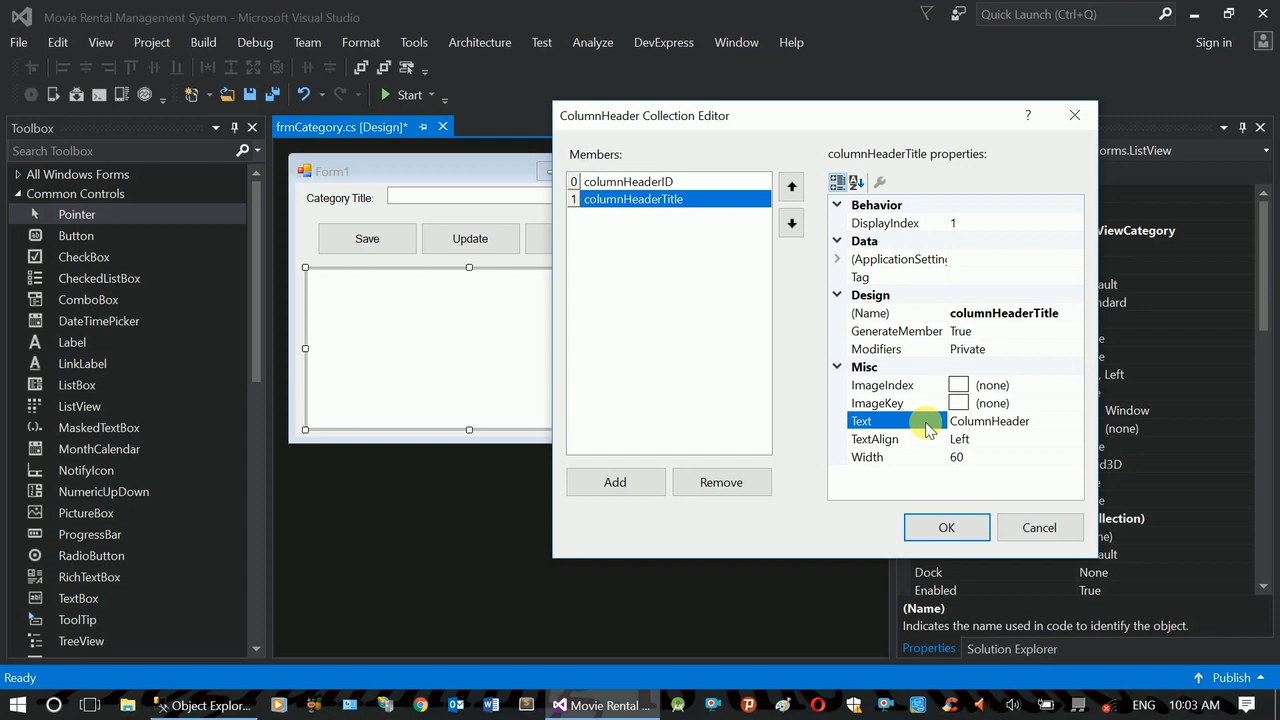 Movie Rental Management System - Microsoft Visual Studio
Quick Launch (Ctrl+Q)
File Edit View Project Build Debug Team Format Tools Architecture Test Analyze DevExpress Window Help
Sign in
Start
Toolbox
frmCategory.cs [Design]*
Search Toolbox
All Windows Forms
Common Controls
Pointer
Button
CheckBox
CheckedListBox
ComboBox
DateTimePicker
Label
LinkLabel
ListBox
ListView
MaskedTextBox
MonthCalendar
NotifyIcon
NumericUpDown
PictureBox
ProgressBar
RadioButton
RichTextBox
TextBox
ToolTip
TreeView
Form1
Category Title:
Save Update
ColumnHeader Collection Editor
?
Members:
0 columnHeaderID
1 columnHeaderTitle
Add Remove
columnHeaderTitle properties:
Behavior
DisplayIndex 1
Data
(ApplicationSetting
Tag
Design
(Name) columnHeaderTitle
GenerateMember True
Modifiers Private
Misc
ImageIndex (none)
ImageKey (none)
Text ColumnHeader
TextAlign Left
Width 60
OK Cancel
orms.ListView
ViewCategory
ault
ndard
, Left
Window
(none)
ed3D
llection)
ne)
ault
Dock None
Enabled True
(Name)
Indicates the name used in code to identify the object.
Properties Solution Explorer
Ready
Publish
Object Explor...
Movie Rental ...
ENG 10:03 AM